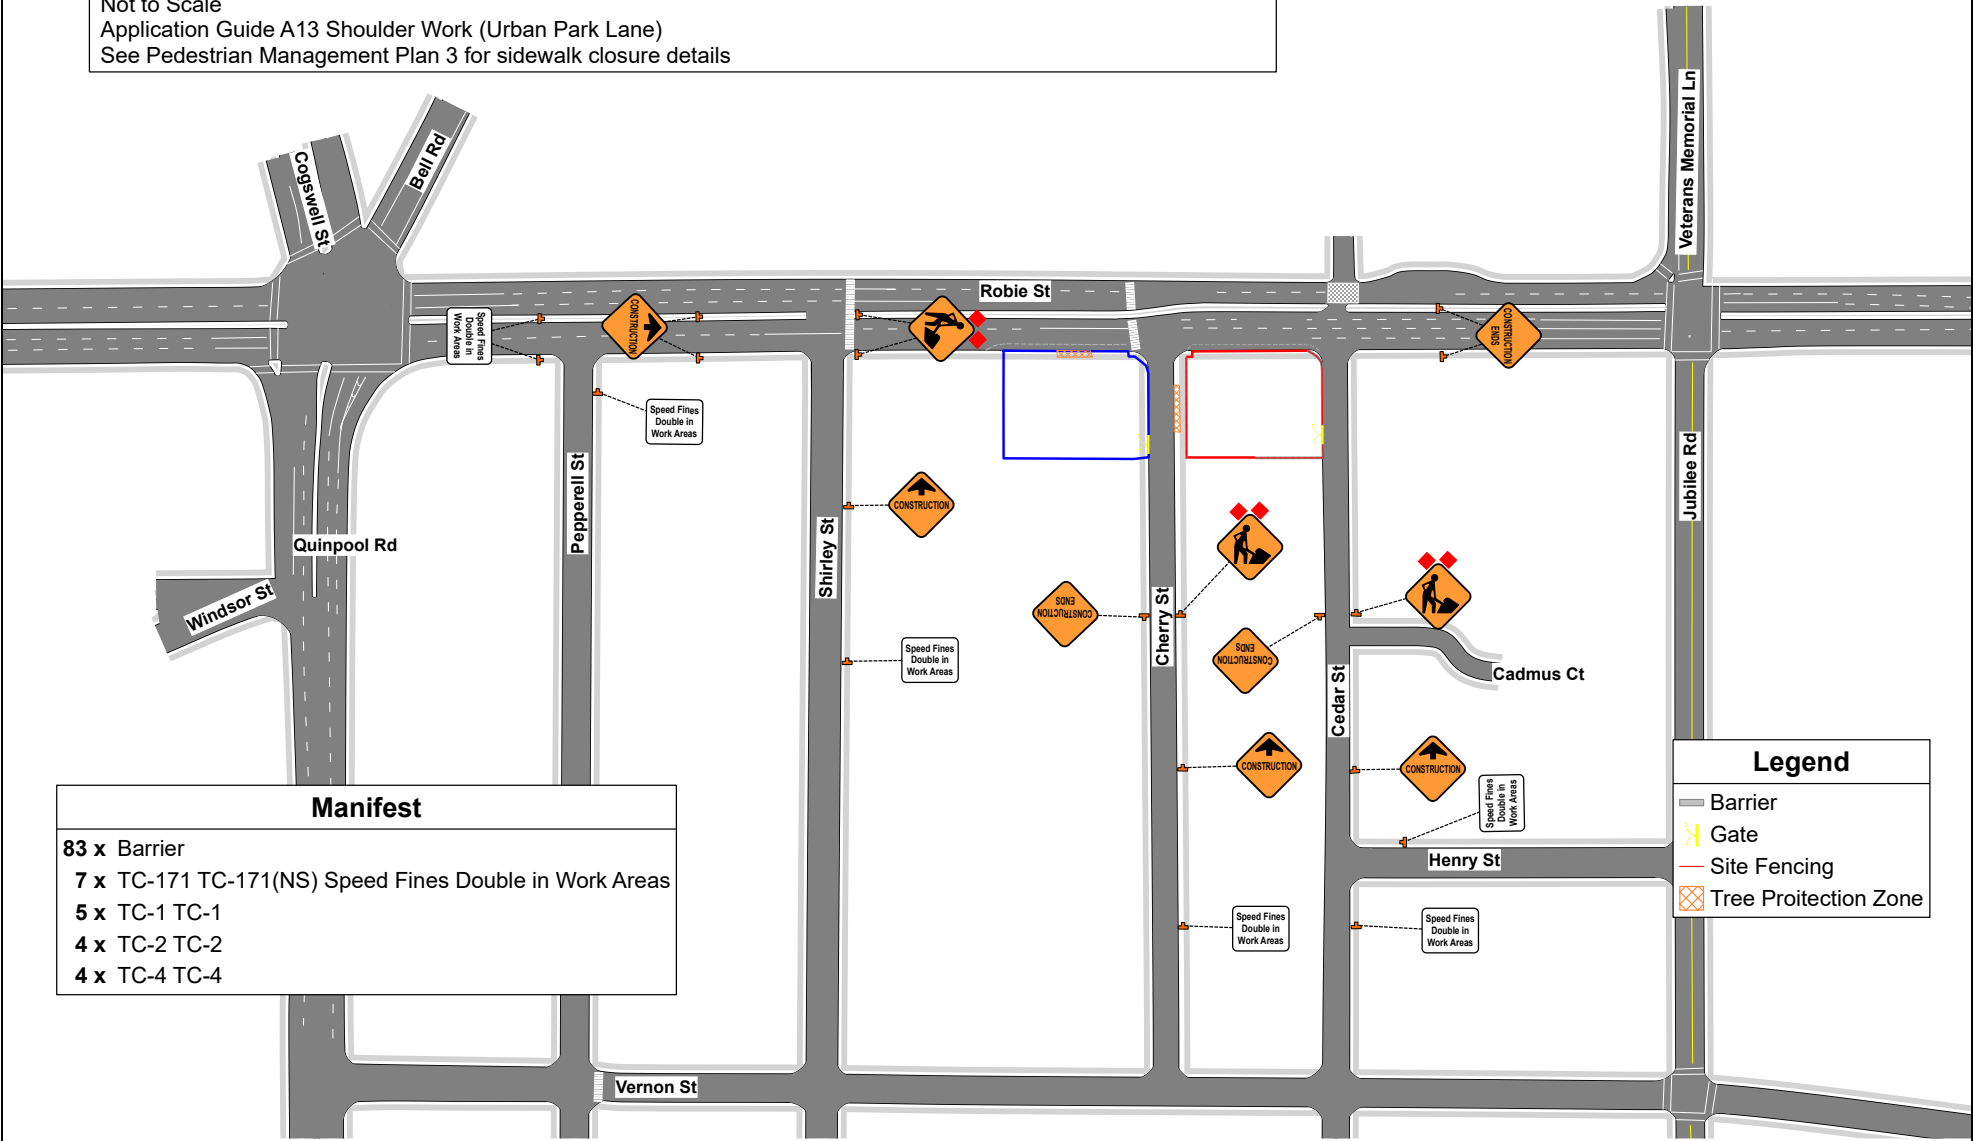 Not to Scale
Application Guide A13 Shoulder Work (Urban Park Lane)
See Pedestrian Management Plan 3 for sidewalk closure details
Veterans Memorial Ln
Cogswell St
Bell Rd
Robie St
Speed Fines
Double in
Work Areas
CONSTRUCTION
CONSTRUCTION
ENDS
Speed Fines
Double in
Work Areas
Pepperell St
Jubilee Rd
CONSTRUCTION
Quinpool Rd
Shirley St
Windsor St
CONSTRUCTION
ENDS
Cherry St
Speed Fines
Double in
Work Areas
CONSTRUCTION
ENDS
Cadmus Ct
Cedar St
CONSTRUCTION
CONSTRUCTION
Speed Fines
Double in
Work Areas
Henry St
Speed Fines
Double in
Work Areas
Speed Fines
Double in
Work Areas
Vernon St
Manifest
83 x Barrier
7 x TC-171 TC-171(NS) Speed Fines Double in Work Areas
5 x TC-1 TC-1
4 x TC-2 TC-2
4 x TC-4 TC-4
Legend
Barrier
Gate
Site Fencing
Tree Proitection Zone